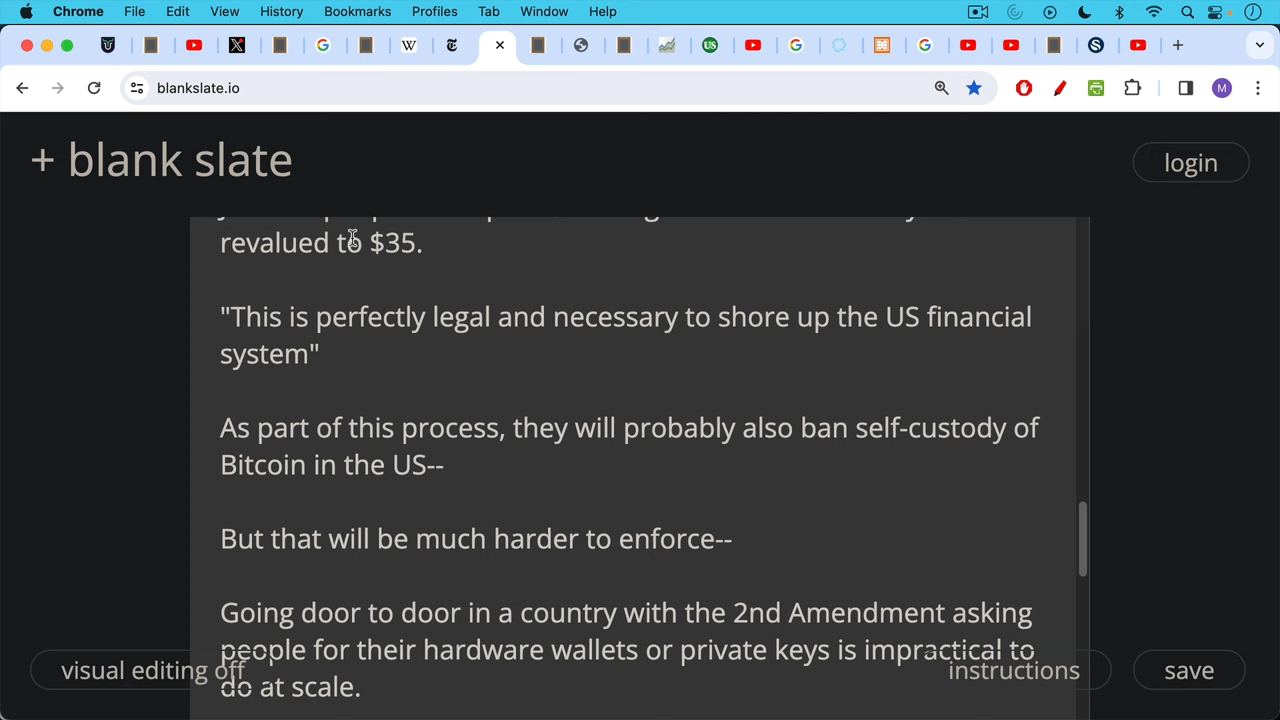 Chrome File Edit View History Bookmarks Profiles Tab Window Help
blankslate.io
M
+ blank slate
login
revalued to $35.
"This is perfectly legal and necessary to shore up the US financial
system"
As part of this process, they will probably also ban self-custody of
Bitcoin in the US--
But that will be much harder to enforce--
Going door to door in a country with the 2nd Amendment asking
people for their hardware wallets or private keys is impractical to
do at scale.
visual editing off
instructions
save